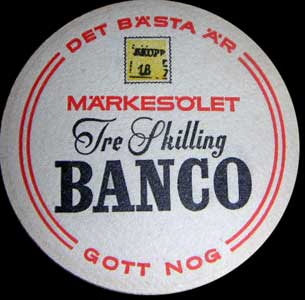 DET BÄSTA ÄR
MÄRKESÖLET
Tre Skilling
BANCO
GOTT NOG